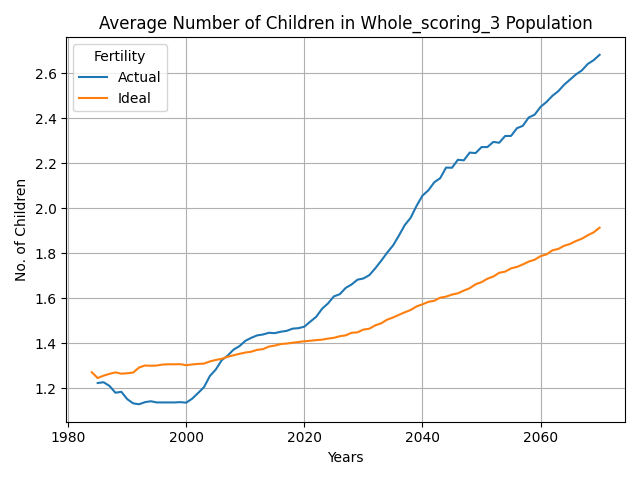 Average Number of Children in Whole_scoring_3 Population
Fertility
Actual
Ideal
No. of Children
2.6
2.4
2.2
2.0
1.8
1.6
1.4
1.2
1980 2000 2020 2040 2060
Years